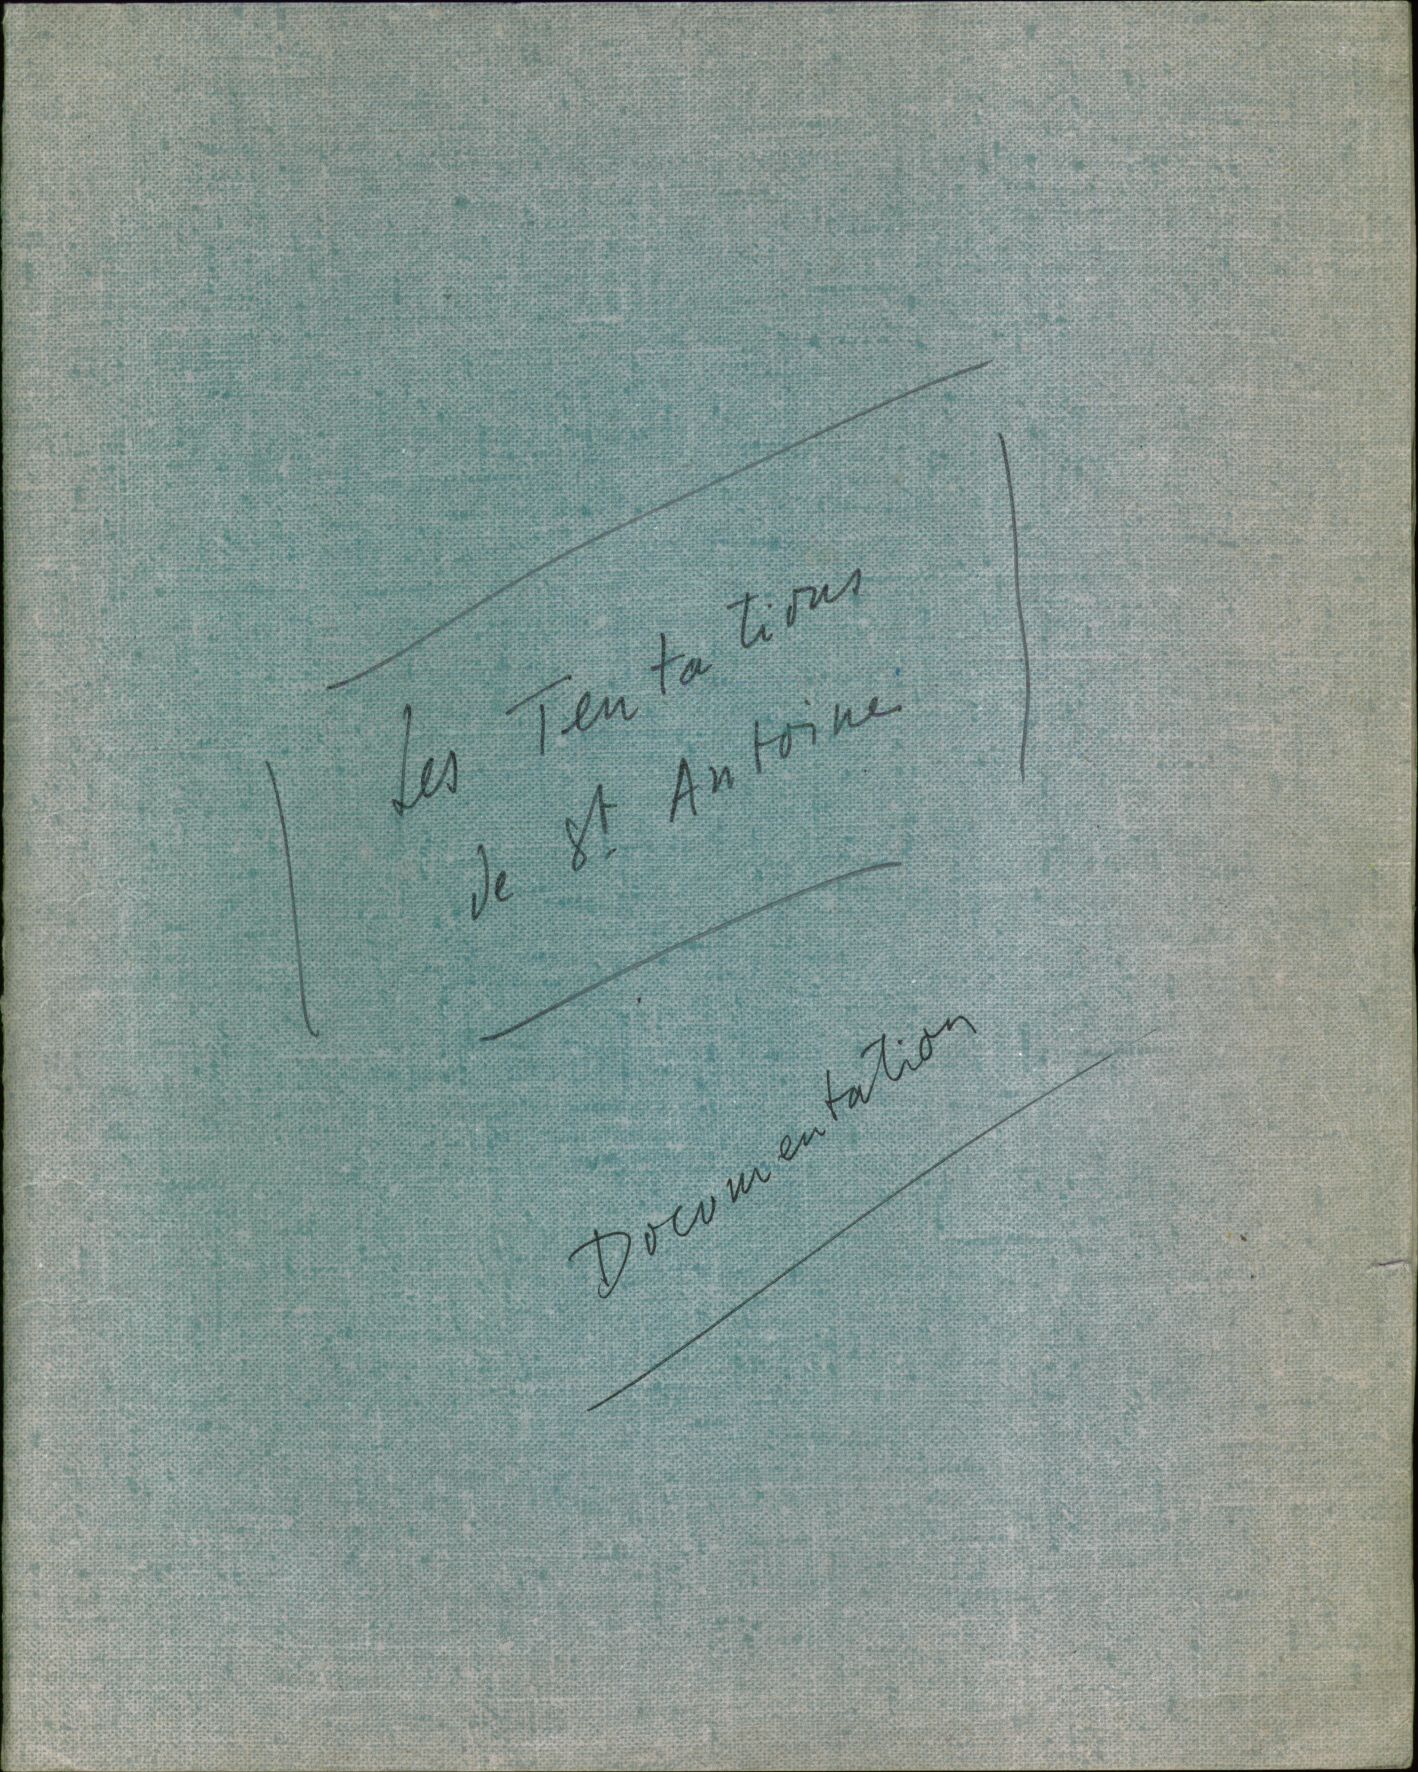 Les Tentations
de St. Antoine
Documentation